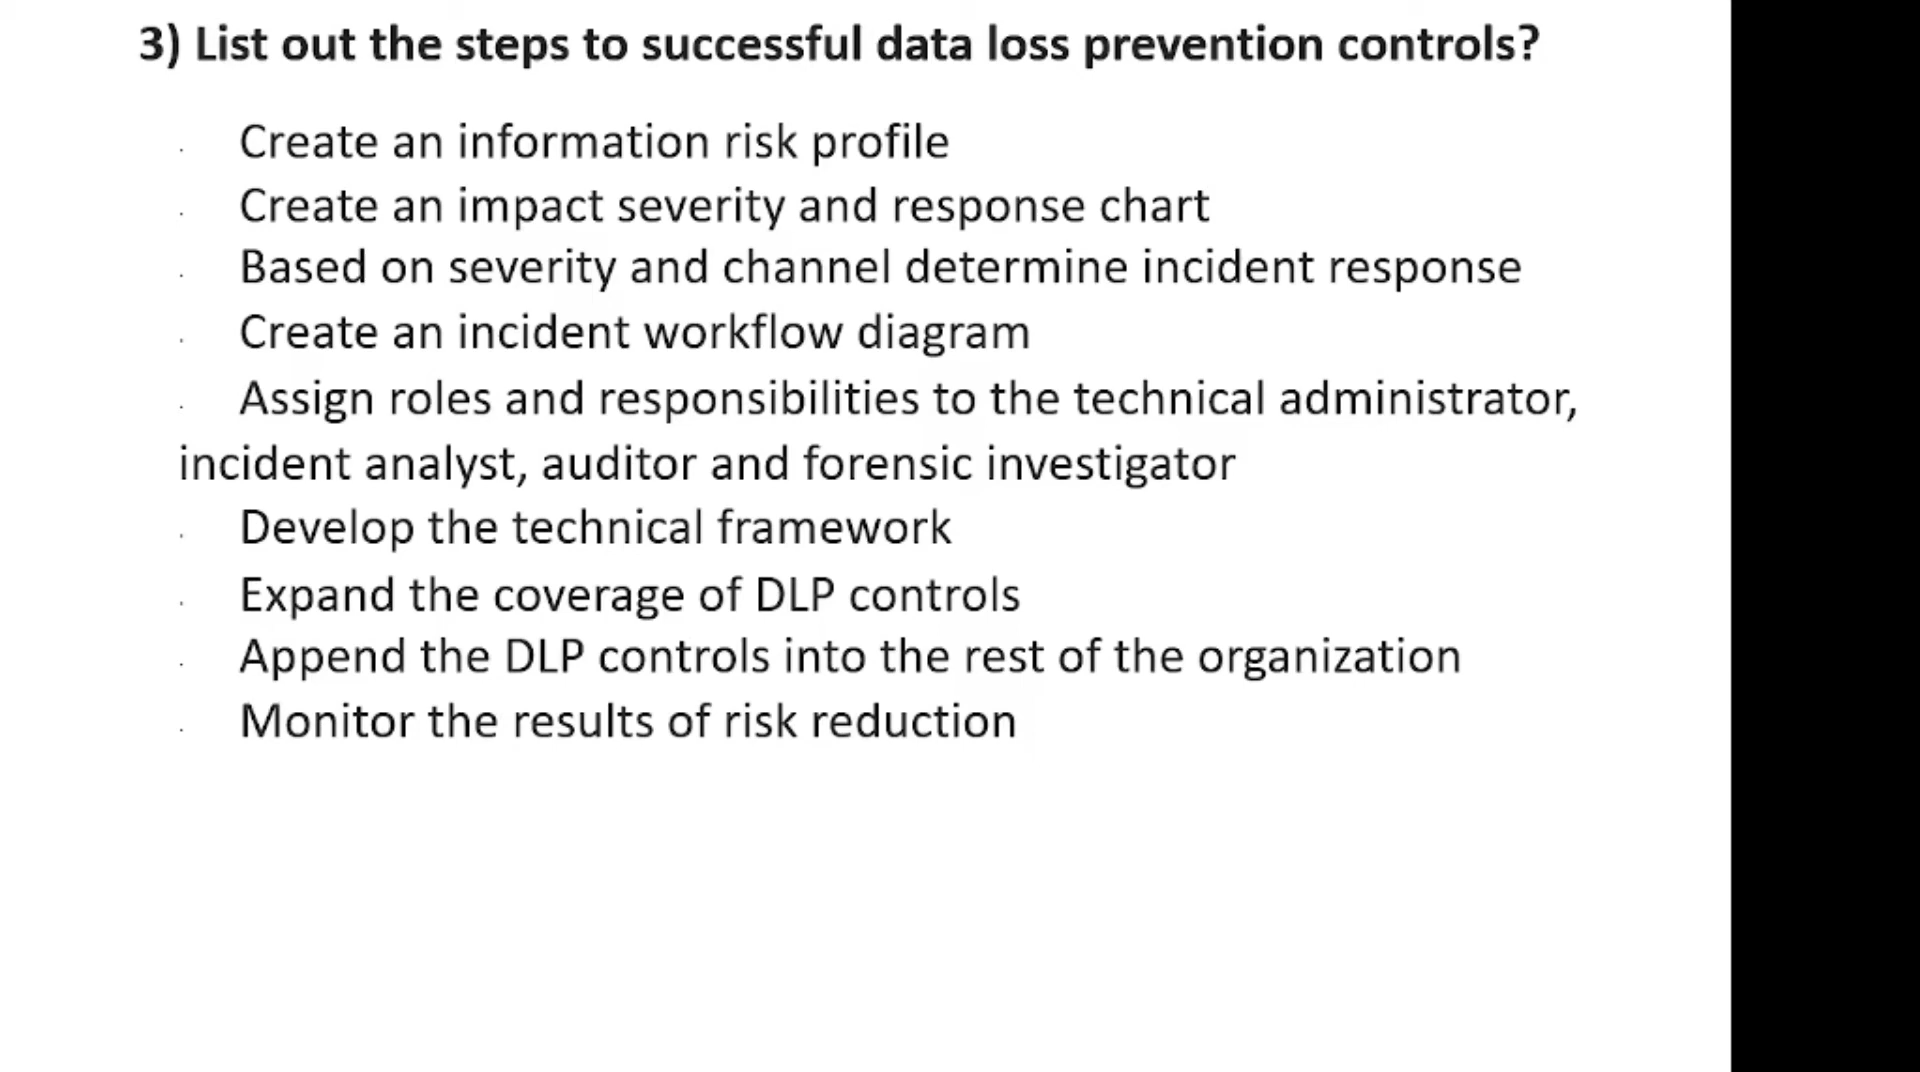 3) List out the steps to successful data loss prevention controls?
· Create an information risk profile
· Create an impact severity and response chart
· Based on severity and channel determine incident response
· Create an incident workflow diagram
· Assign roles and responsibilities to the technical administrator,
incident analyst, auditor and forensic investigator
· Develop the technical framework
· Expand the coverage of DLP controls
· Append the DLP controls into the rest of the organization
· Monitor the results of risk reduction